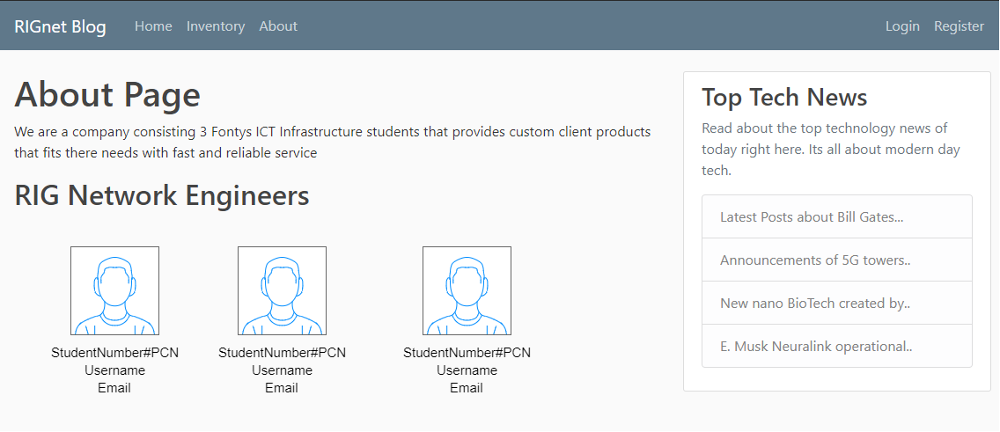 RIGnet Blog Home Inventory About Login Register
About Page
We are a company consisting 3 Fontys ICT Infrastructure students that provides custom client products
that fits there needs with fast and reliable service
RIG Network Engineers
StudentNumber#PCN StudentNumber#PCN StudentNumber#PCN
Username Username Username
Email Email Email
Top Tech News
Read about the top technology news of
today right here. Its all about modern day
tech.
Latest Posts about Bill Gates...
Announcements of 5G towers..
New nano BioTech created by..
E. Musk Neuralink operational..